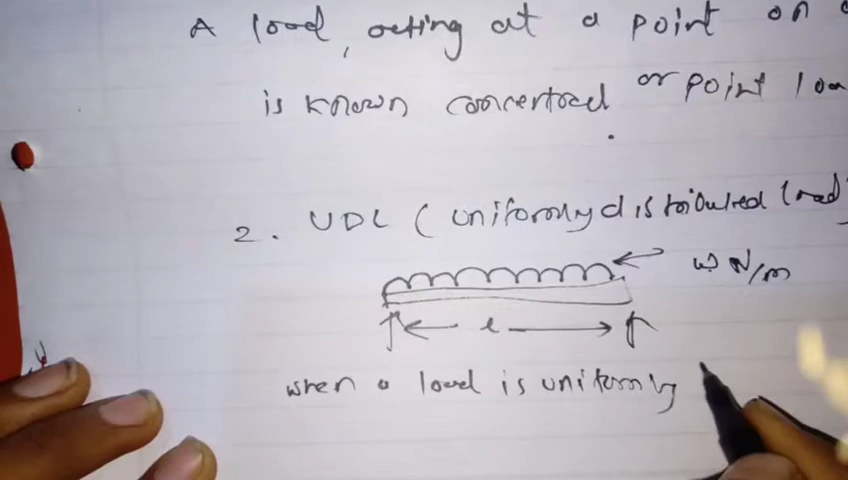 A load, acting at a point on
is known concertrael or point loa
2. UDL (uniformly distributed load)
w N/m
l
when a load is uniformly